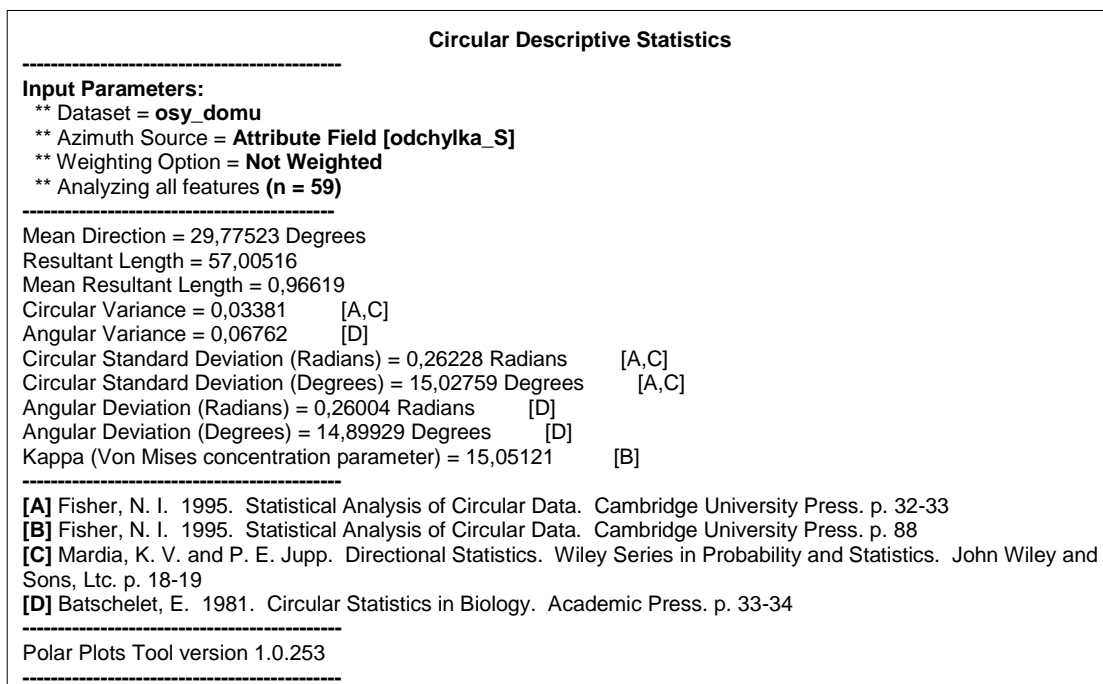 Circular Descriptive Statistics
---------------------------------------------
Input Parameters:
** Dataset = osy_domu
** Azimuth Source = Attribute Field [odchylka_S]
** Weighting Option = Not Weighted
** Analyzing all features (n = 59)
--------------------------------------------
Mean Direction = 29,77523 Degrees
Resultant Length = 57,00516
Mean Resultant Length = 0,96619
Circular Variance = 0,03381 [A,C]
Angular Variance = 0,06762 [D]
Circular Standard Deviation (Radians) = 0,26228 Radians [A,C]
Circular Standard Deviation (Degrees) = 15,02759 Degrees [A,C]
Angular Deviation (Radians) = 0,26004 Radians [D]
Angular Deviation (Degrees) = 14,89929 Degrees [D]
Kappa (Von Mises concentration parameter) = 15,05121 [B]
---------------------------------------------
[A] Fisher, N. I. 1995. Statistical Analysis of Circular Data. Cambridge University Press. p. 32-33
[B] Fisher, N. I. 1995. Statistical Analysis of Circular Data. Cambridge University Press. p. 88
[C] Mardia, K. V. and P. E. Jupp. Directional Statistics. Wiley Series in Probability and Statistics. John Wiley and
Sons, Ltc. p. 18-19
[D] Batschelet, E. 1981. Circular Statistics in Biology. Academic Press. p. 33-34
---------------------------------------------
Polar Plots Tool version 1.0.253
---------------------------------------------